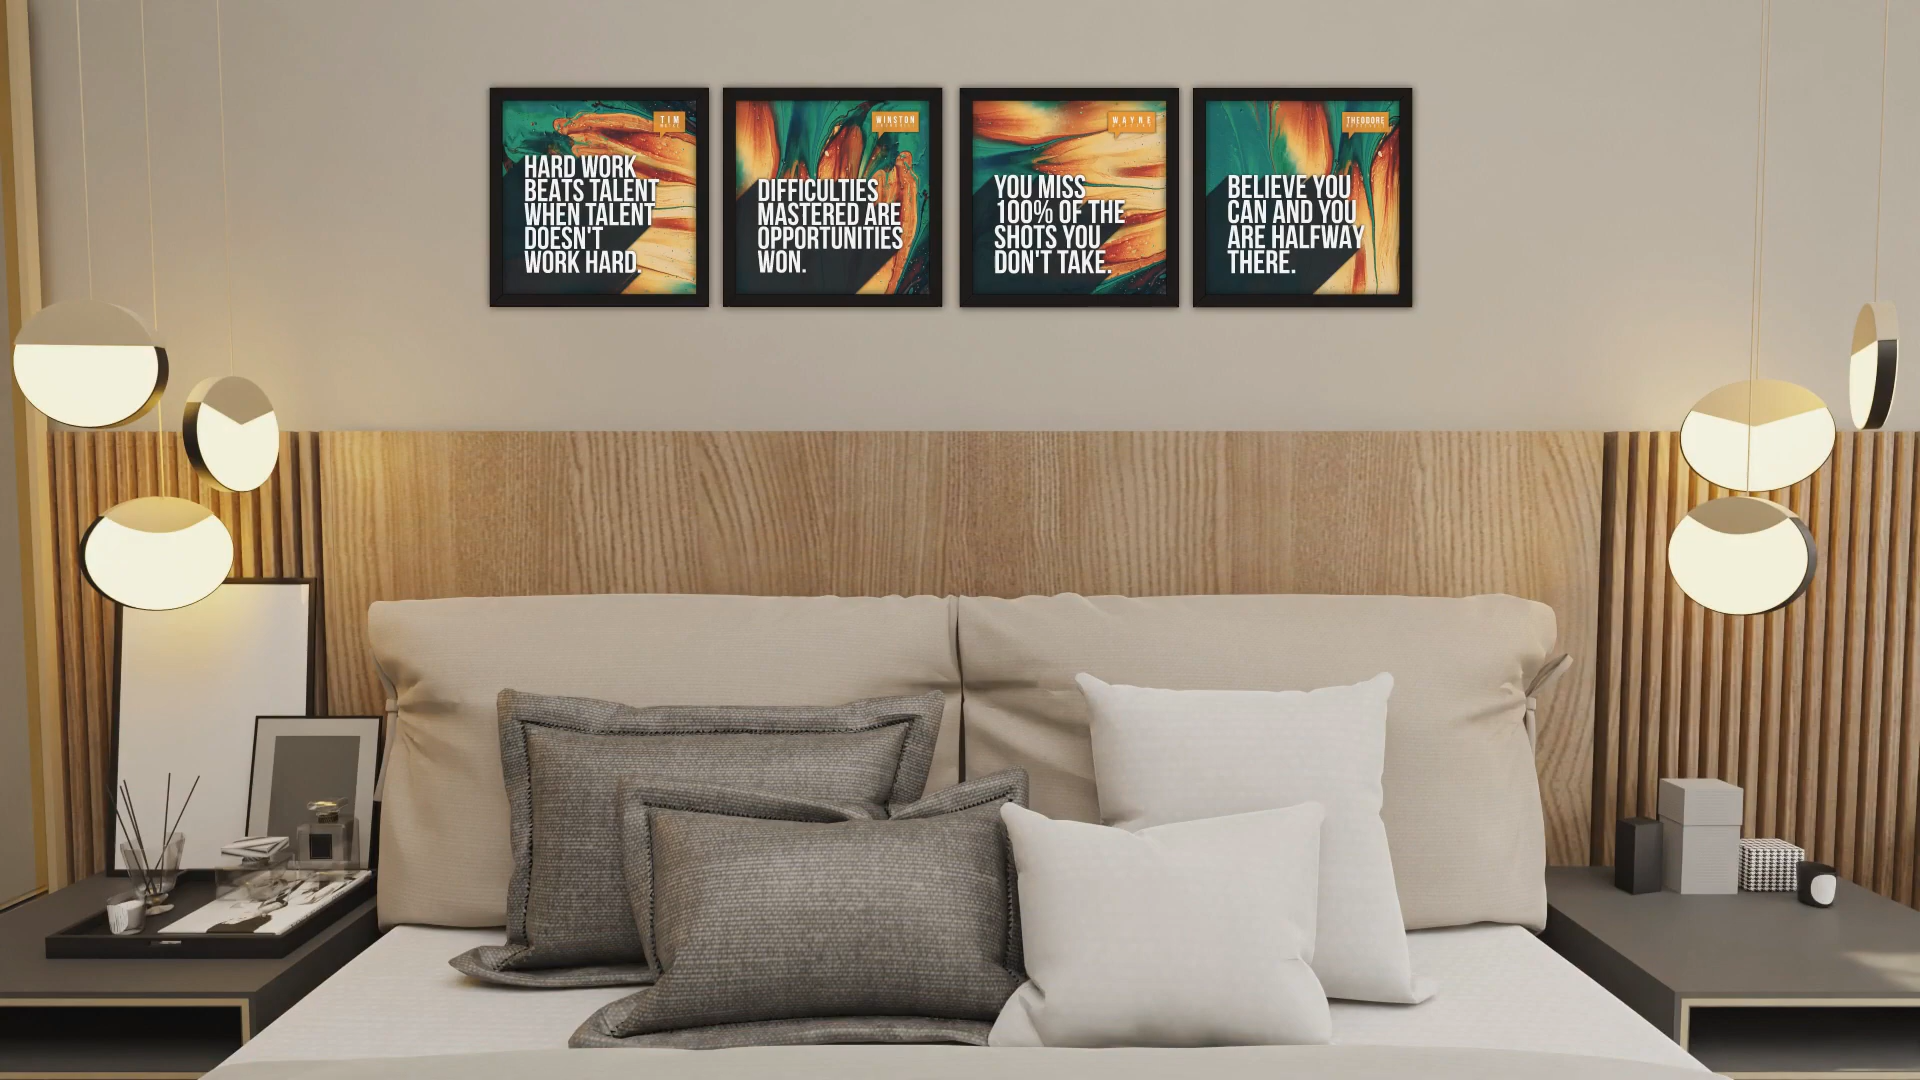 TIM
HARD WORK
BEATS TALENT
WHEN TALENT
DOESN'T
WORK HARD.
WINSTON
DIFFICULTIES
MASTERED ARE
OPPORTUNITIES
WON.
WAYNE
YOU MISS
100% OF THE
SHOTS YOU
DON'T TAKE.
THEODORE
BELIEVE YOU
CAN AND YOU
ARE HALFWAY
THERE.